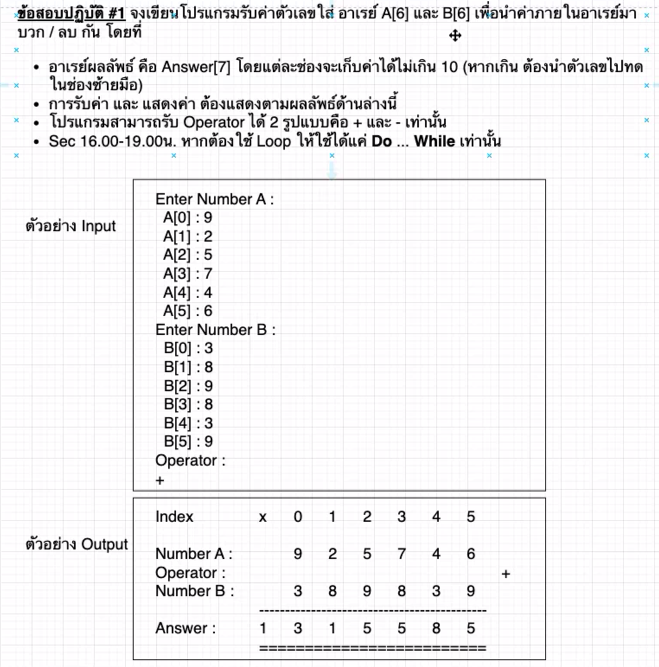 ข้อสอบปฏิบัติ #1 จงเขียนโปรแกรมรับค่าตัวเลขใส่ อาเรย์ A[6] และ B[6] เพื่อนำค่าภายในอาเรย์มา
บวก / ลบ กัน โดยที่
• อาเรย์ผลลัพธ์ คือ Answer[7] โดยแต่ละช่องจะเก็บค่าได้ไม่เกิน 10 (หากเกิน ต้องนำตัวเลขไปทด
ในช่องซ้ายมือ)
• การรับค่า และ แสดงค่า ต้องแสดงตามผลลัพธ์ด้านล่างนี้
• โปรแกรมสามารถรับ Operator ได้ 2 รูปแบบคือ + และ - เท่านั้น
• Sec 16.00-19.00น. หากต้องใช้ Loop ให้ใช้ได้แค่ Do ... While เท่านั้น
ตัวอย่าง Input
Enter Number A :
A[0] : 9
A[1] : 2
A[2] : 5
A[3] : 7
A[4] : 4
A[5] : 6
Enter Number B :
B[0] : 3
B[1] : 8
B[2] : 9
B[3] : 8
B[4] : 3
B[5] : 9
Operator :
+
ตัวอย่าง Output
Index x 0 1 2 3 4 5
Number A : 9 2 5 7 4 6
Operator : +
Number B : 3 8 9 8 3 9
--------------------------------------------
Answer : 1 3 1 5 5 8 5
==========================